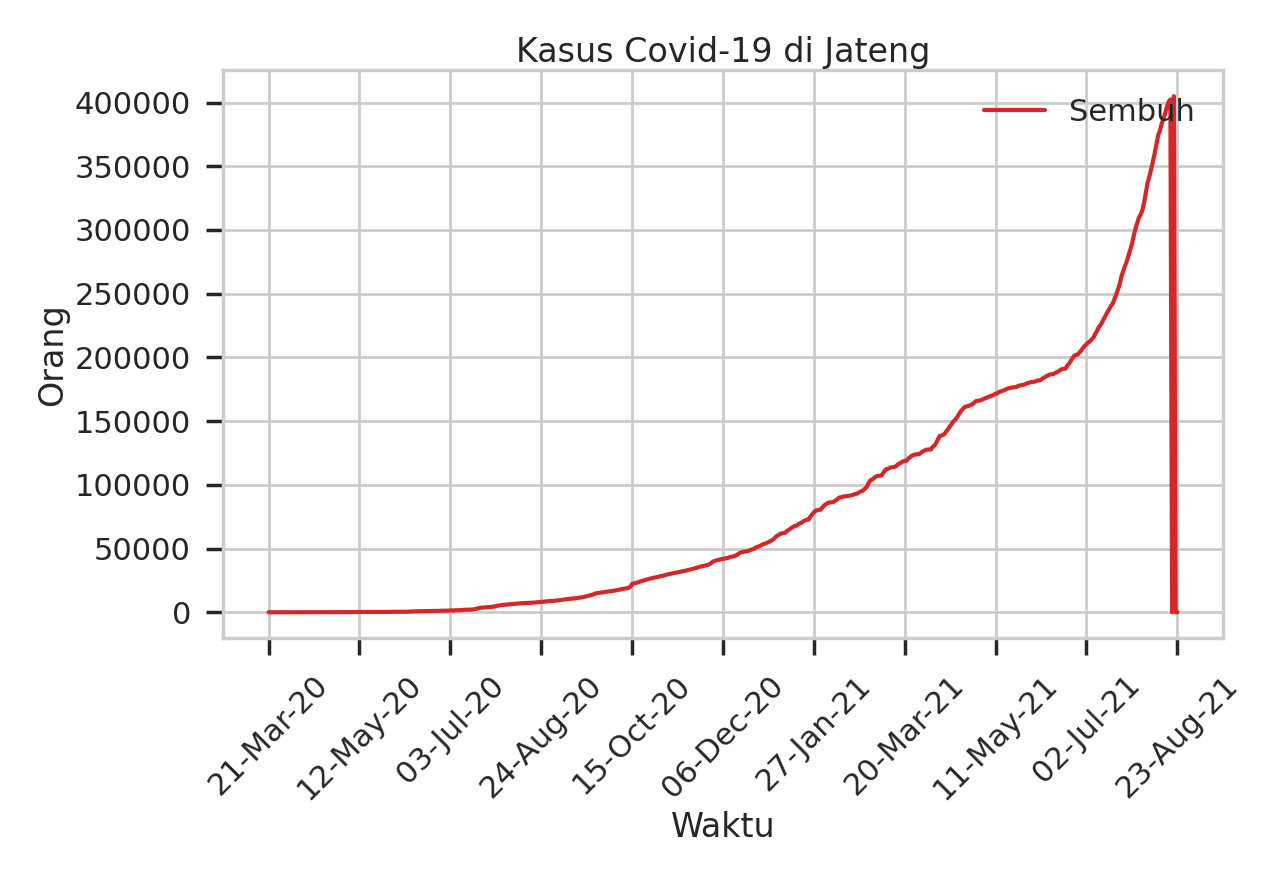 Kasus Covid-19 di Jateng
Sembuh
Orang
400000
350000
300000
250000
200000
150000
100000
50000
0
21-Mar-20
12-May-20
03-Jul-20
24-Aug-20
15-Oct-20
06-Dec-20
27-Jan-21
20-Mar-21
11-May-21
02-Jul-21
23-Aug-21
Waktu